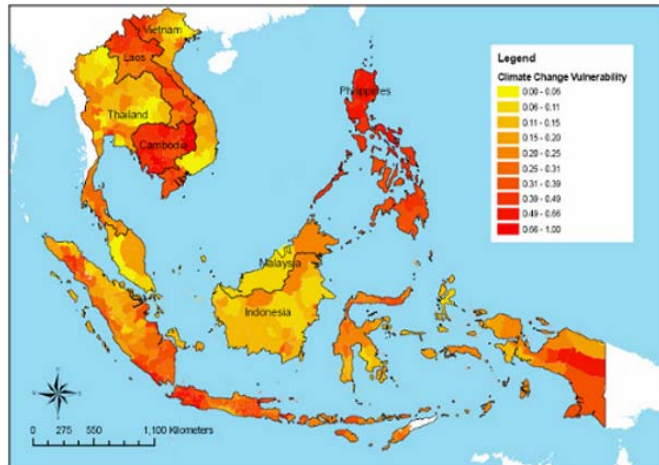 Vietnam
Laos
Thailand
Cambodia
Philippines
Malaysia
Indonesia
Legend
Climate Change Vulnerability
0.00 - 0.06
0.06 - 0.11
0.11 - 0.15
0.15 - 0.20
0.20 - 0.25
0.25 - 0.31
0.31 - 0.39
0.39 - 0.49
0.49 - 0.66
0.66 - 1.00
0 275 550 1,100 Kilometers